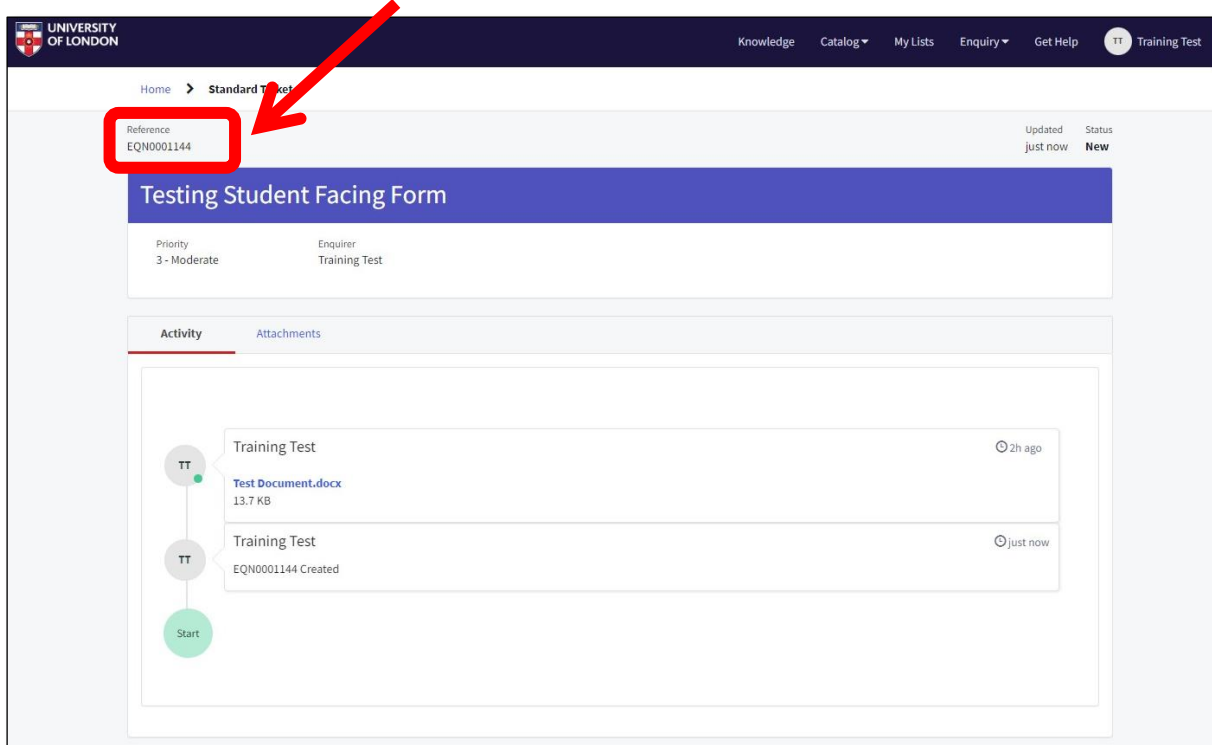 UNIVERSITY
OF LONDON
Knowledge Catalog My Lists Enquiry Get Help TT Training Test
Home > Standard Ticket
Reference Updated Status
EQN0001144 just now New
Testing Student Facing Form
Priority Enquirer
3 - Moderate Training Test
Activity Attachments
Training Test 2h ago
TT
Test Document.docx
13.7 KB
Training Test just now
TT
EQN0001144 Created
Start